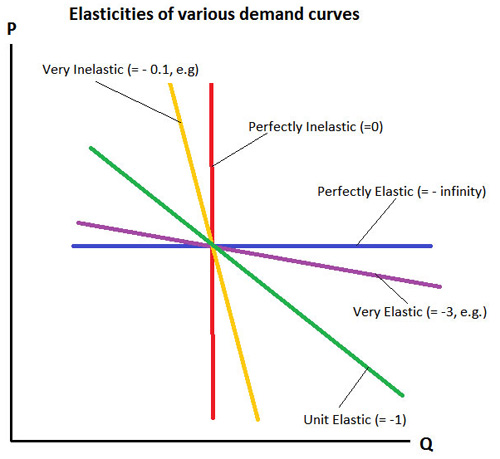 Elasticities of various demand curves
P
Very Inelastic (= - 0.1, e.g)
Perfectly Inelastic (=0)
Perfectly Elastic (= - infinity)
Very Elastic (= -3, e.g.)
Unit Elastic (= -1)
Q